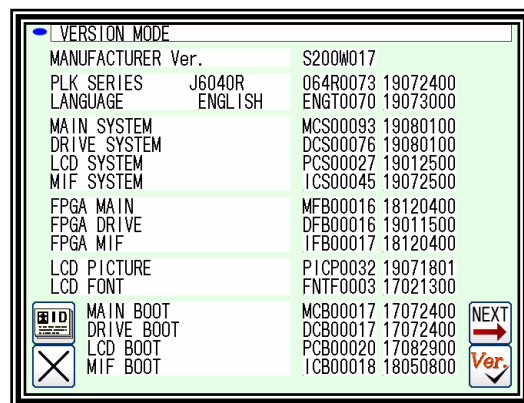 VERSION MODE
MANUFACTURER Ver. S200W017
PLK SERIES J6040R 064R0073 19072400
LANGUAGE ENGLISH ENGT0070 19073000
MAIN SYSTEM MCS00093 19080100
DRIVE SYSTEM DCS00076 19080100
LCD SYSTEM PCS00027 19012500
MIF SYSTEM ICS00045 19072500
FPGA MAIN MFB00016 18120400
FPGA DRIVE DFB00016 19011500
FPGA MIF IFB00017 18120400
LCD PICTURE PICP0032 19071801
LCD FONT FNTF0003 17021300
ID MAIN BOOT MCB00017 17072400 NEXT
DRIVE BOOT DCB00017 17072400
LCD BOOT PCB00020 17082900 Ver.
MIF BOOT ICB00018 18050800